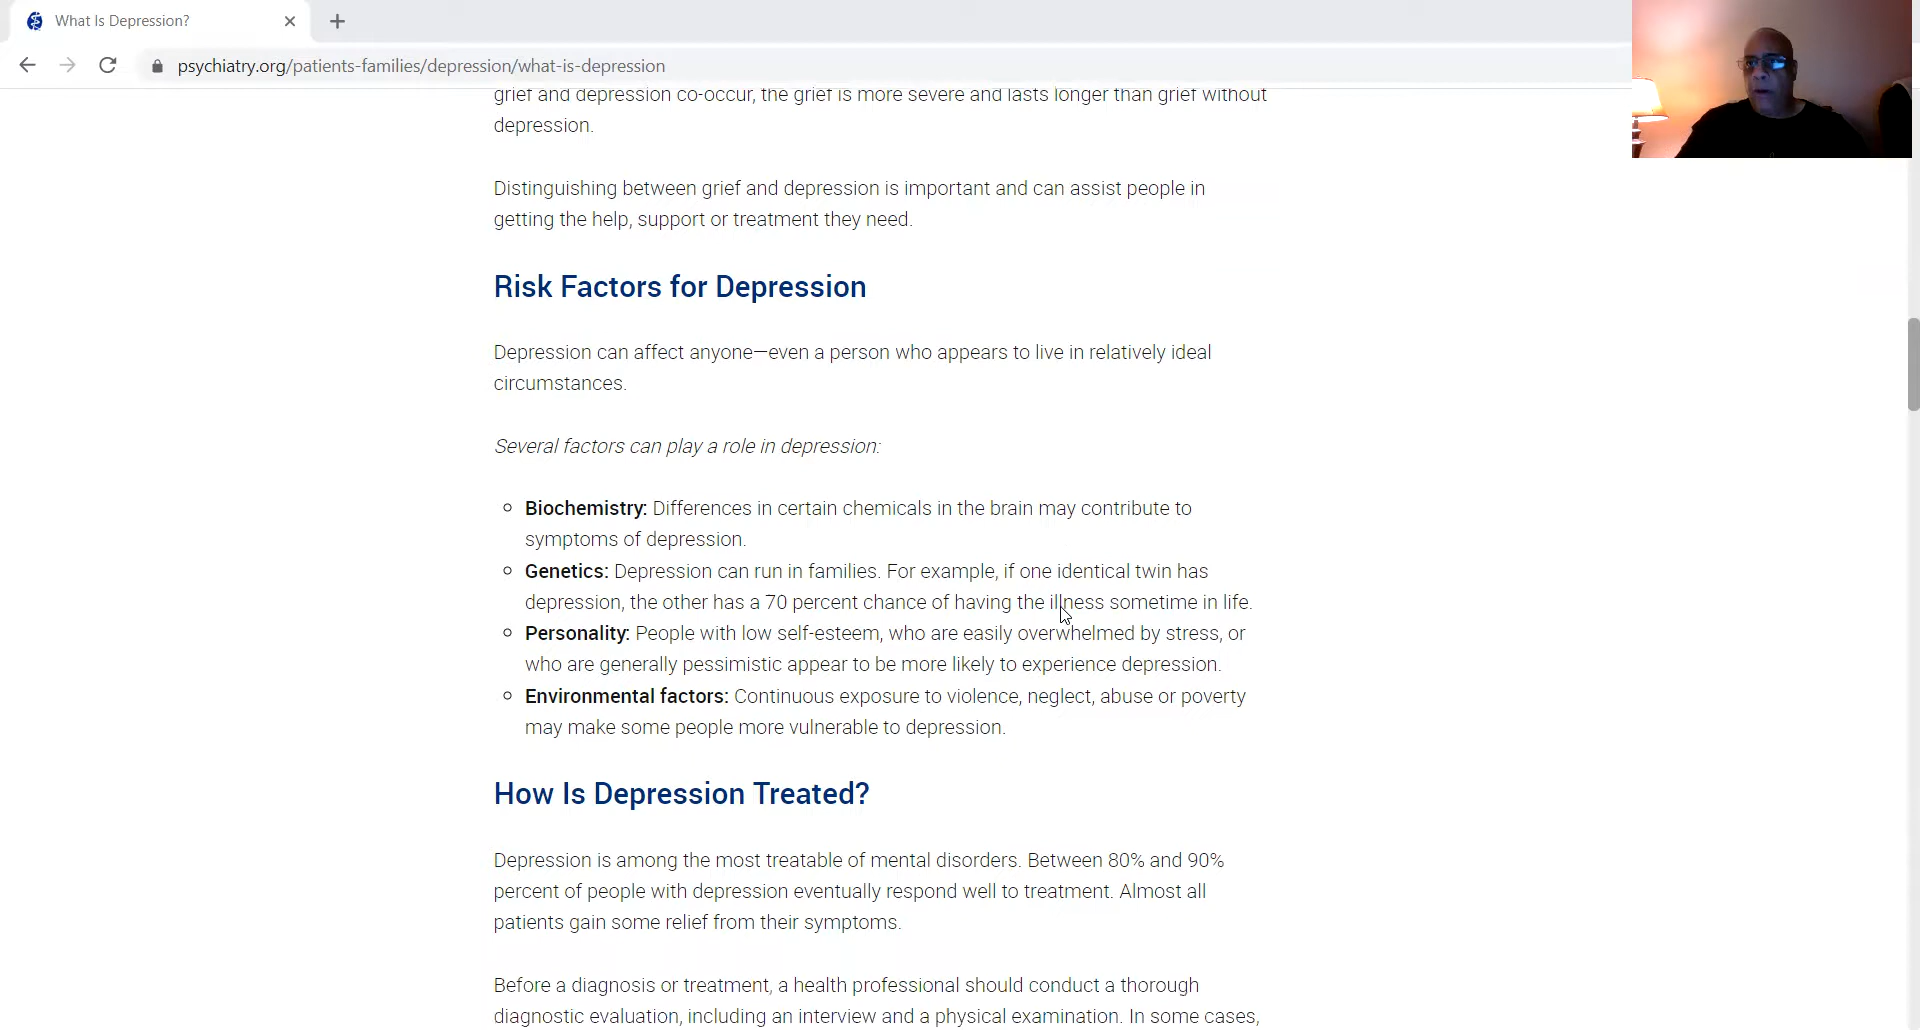 What Is Depression?
psychiatry.org/patients-families/depression/what-is-depression
grief and depression co-occur, the grief is more severe and lasts longer than grief without
depression.
Distinguishing between grief and depression is important and can assist people in
getting the help, support or treatment they need.
Risk Factors for Depression
Depression can affect anyone—even a person who appears to live in relatively ideal
circumstances.
Several factors can play a role in depression:
Biochemistry: Differences in certain chemicals in the brain may contribute to
symptoms of depression.
Genetics: Depression can run in families. For example, if one identical twin has
depression, the other has a 70 percent chance of having the illness sometime in life.
Personality: People with low self-esteem, who are easily overwhelmed by stress, or
who are generally pessimistic appear to be more likely to experience depression.
Environmental factors: Continuous exposure to violence, neglect, abuse or poverty
may make some people more vulnerable to depression.
How Is Depression Treated?
Depression is among the most treatable of mental disorders. Between 80% and 90%
percent of people with depression eventually respond well to treatment. Almost all
patients gain some relief from their symptoms.
Before a diagnosis or treatment, a health professional should conduct a thorough
diagnostic evaluation, including an interview and a physical examination. In some cases,